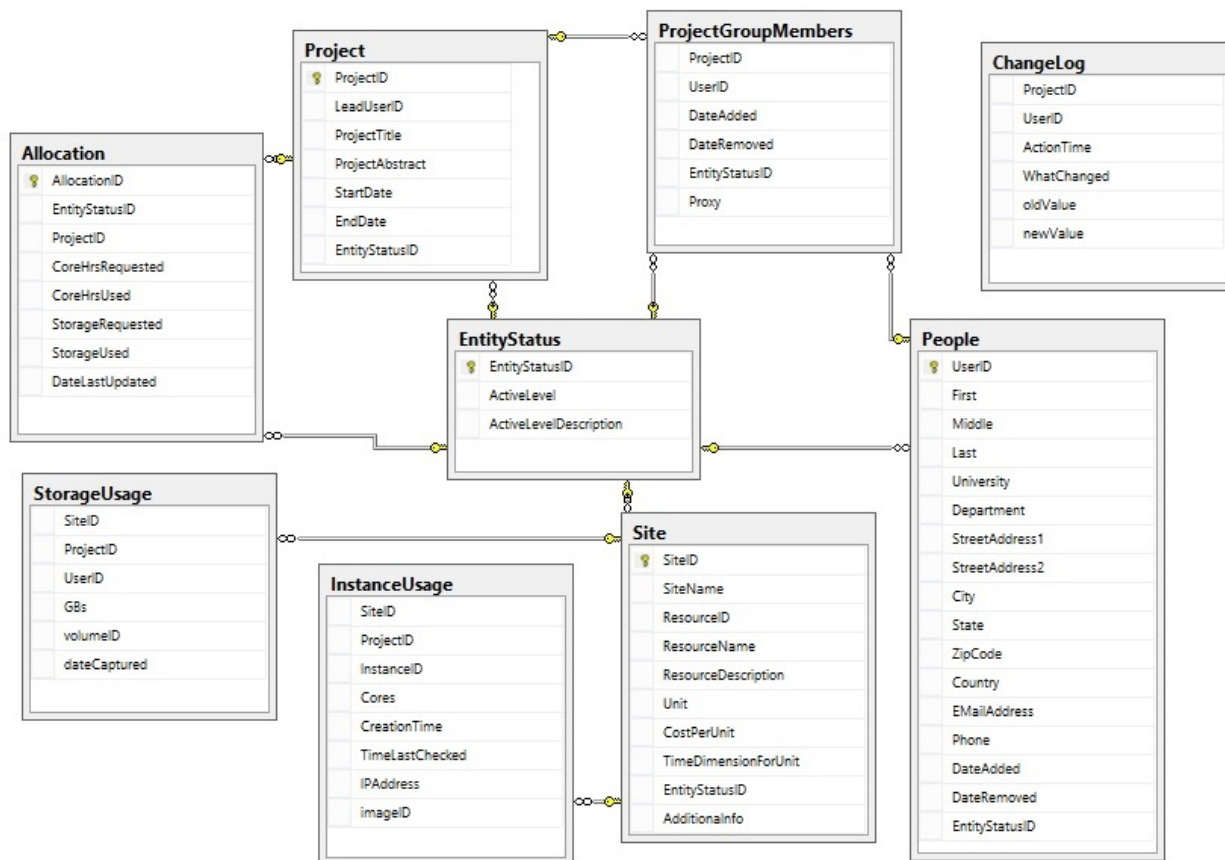 Project
ProjectID
LeadUserID
ProjectTitle
ProjectAbstract
StartDate
EndDate
EntityStatusID
ProjectGroupMembers
ProjectID
UserID
DateAdded
DateRemoved
EntityStatusID
Proxy
ChangeLog
ProjectID
UserID
ActionTime
WhatChanged
oldValue
newValue
Allocation
AllocationID
EntityStatusID
ProjectID
CoreHrsRequested
CoreHrsUsed
StorageRequested
StorageUsed
DateLastUpdated
EntityStatus
EntityStatusID
ActiveLevel
ActiveLevelDescription
People
UserID
First
Middle
Last
University
Department
StreetAddress1
StreetAddress2
City
State
ZipCode
Country
EMailAddress
Phone
DateAdded
DateRemoved
EntityStatusID
StorageUsage
SiteID
ProjectID
UserID
GBs
volumeID
dateCaptured
InstanceUsage
SiteID
ProjectID
InstanceID
Cores
CreationTime
TimeLastChecked
IPAddress
imageID
Site
SiteID
SiteName
ResourceID
ResourceName
ResourceDescription
Unit
CostPerUnit
TimeDimensionForUnit
EntityStatusID
AdditionalInfo